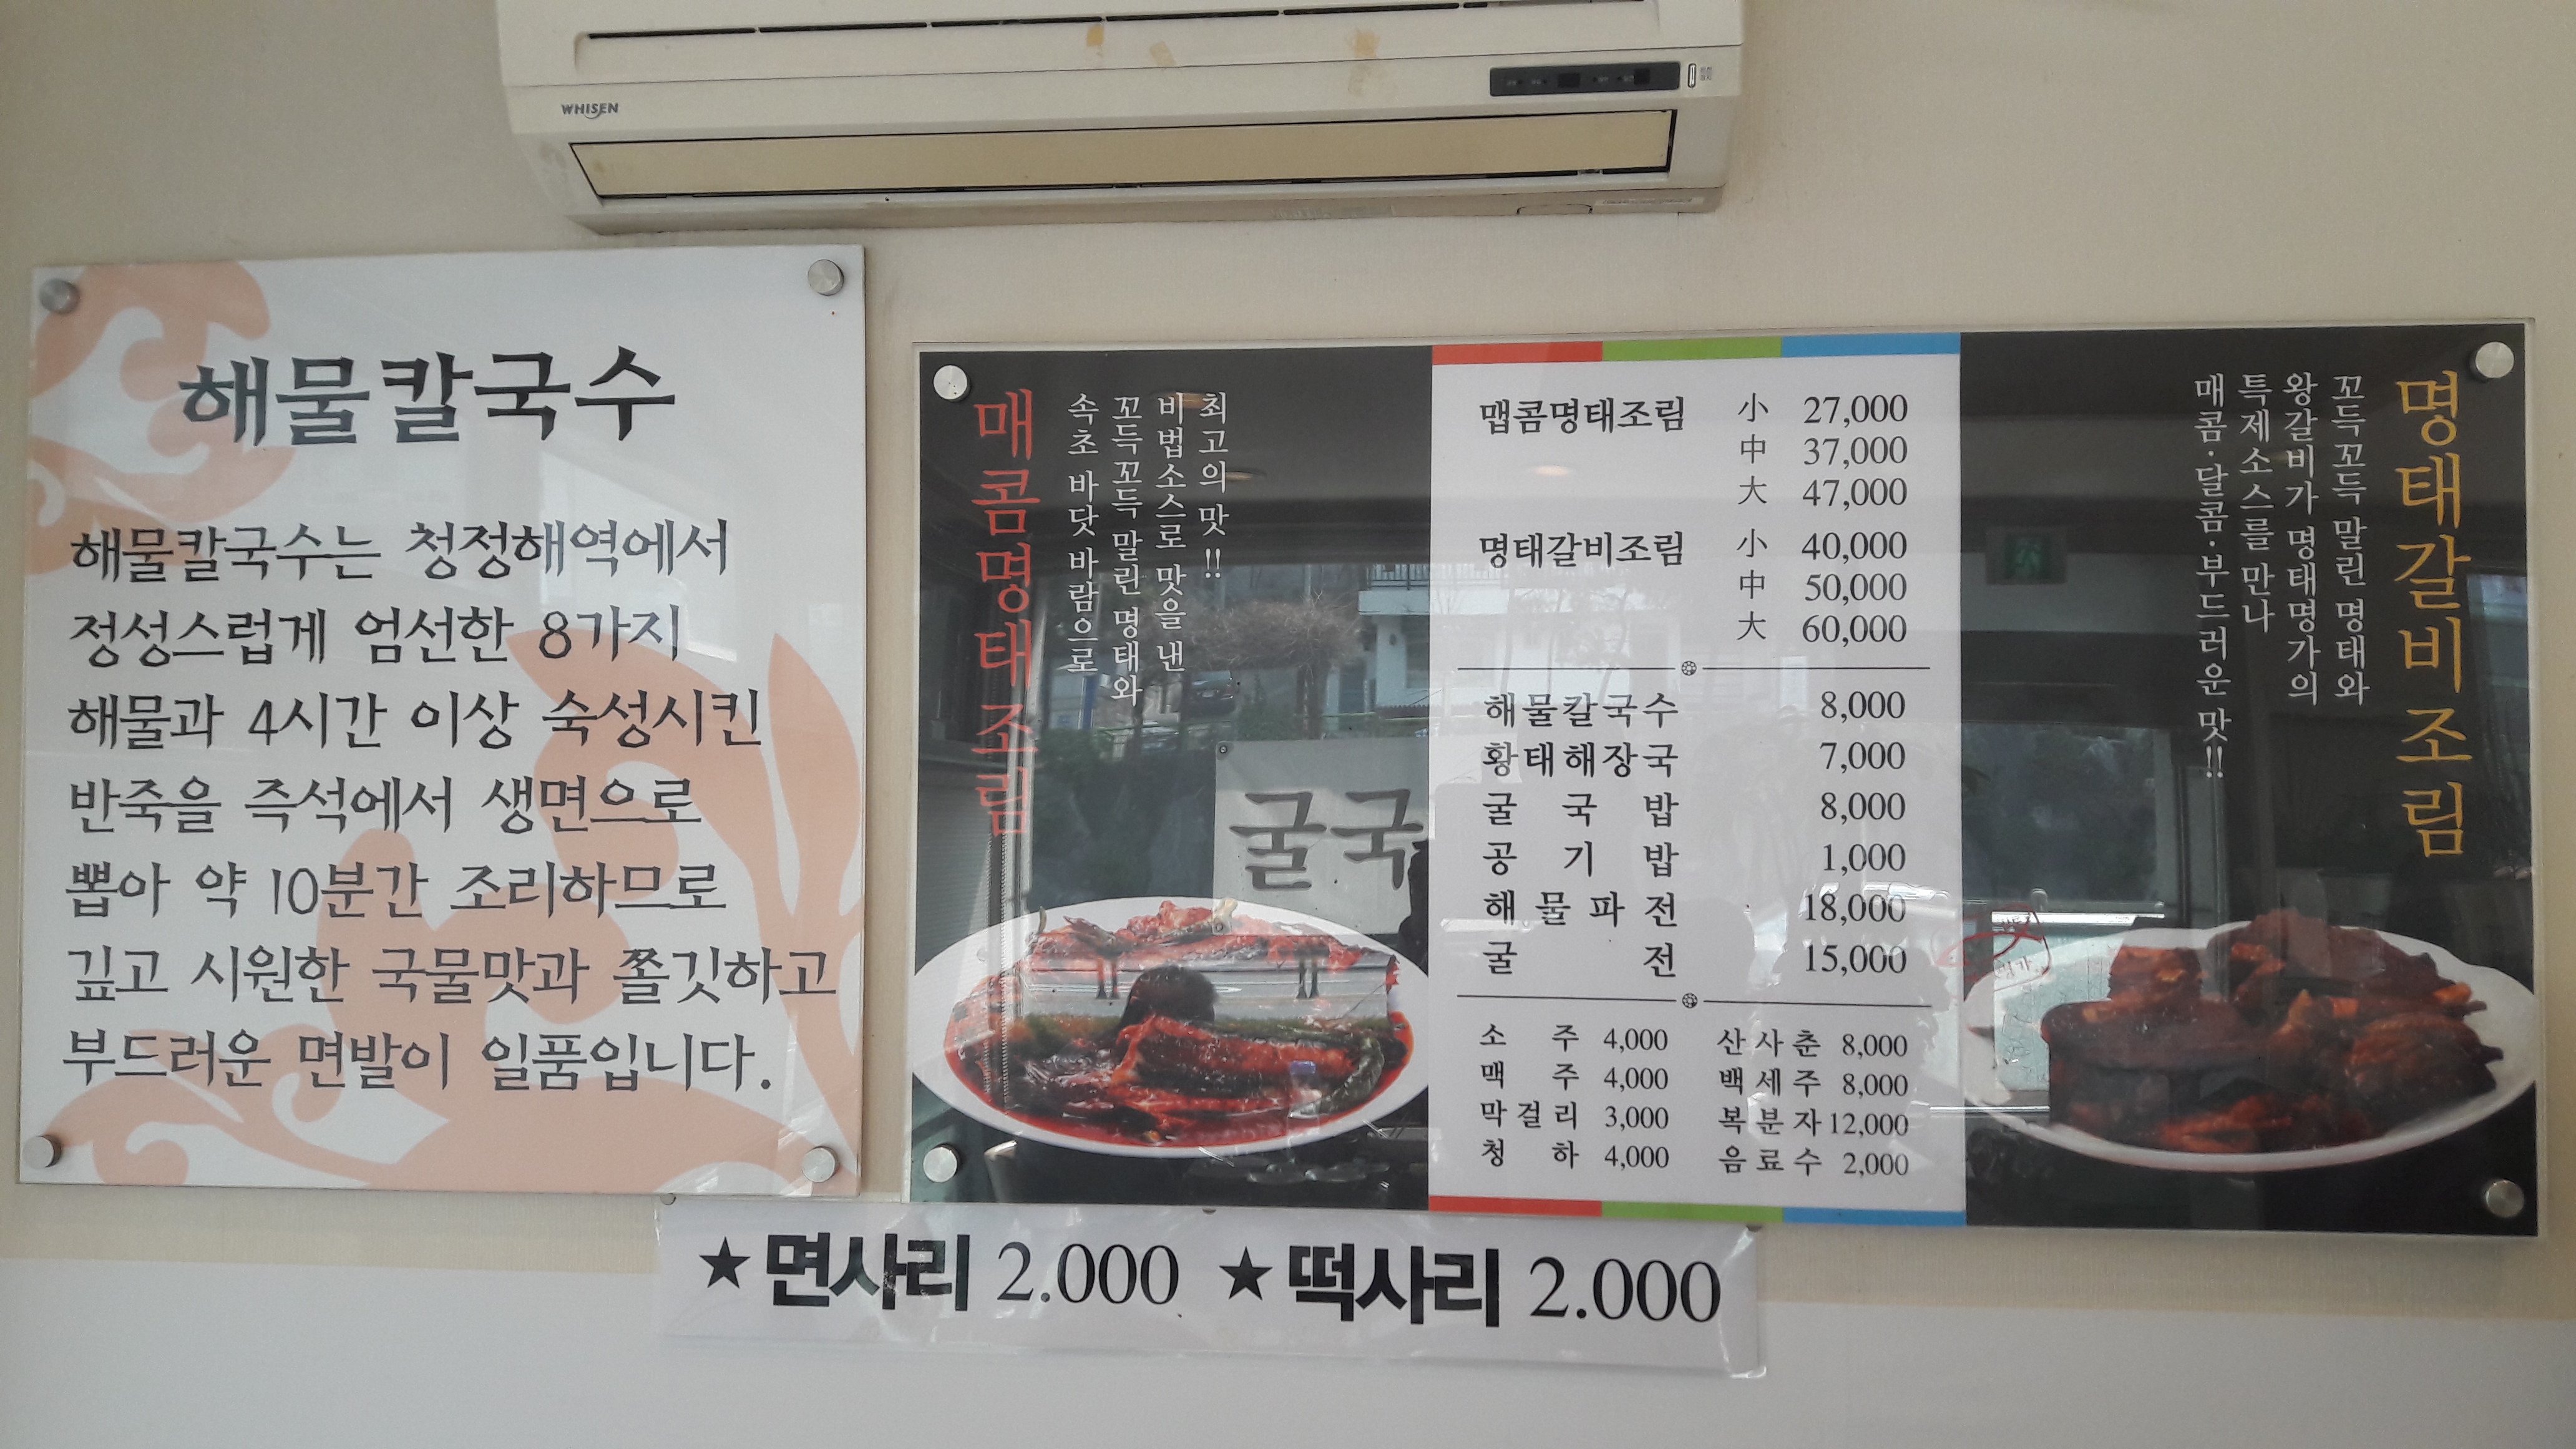 WHISEN
해물칼국수
해물칼국수는 청정해역에서
정성스럽게 엄선한 8가지
해물과 4시간 이상 숙성시킨
반죽을 즉석에서 생면으로
뽑아 약 10분간 조리하므로
깊고 시원한 국물맛과 쫄깃하고
부드러운 면발이 일품입니다.
매콤명태조림
속초 바닷바람으로
꼬득꼬득 말린 명태와
비법소스로 맛을 낸
최고의 맛!!
굴국
맵콤명태조림 小 27,000
中 37,000
大 47,000
명태갈비조림 小 40,000
中 50,000
大 60,000
해물칼국수 8,000
황태해장국 7,000
굴국밥 8,000
공기밥 1,000
해물파전 18,000
굴전 15,000
소주 4,000 산사춘 8,000
맥주 4,000 백세주 8,000
막걸리 3,000 복분자 12,000
청하 4,000 음료수 2,000
명태갈비조림
꼬득꼬득 말린 명태와
왕갈비가 명태명가의
특제소스를 만나
매콤·달콤·부드러운 맛!!
★면사리 2.000 ★떡사리 2.000